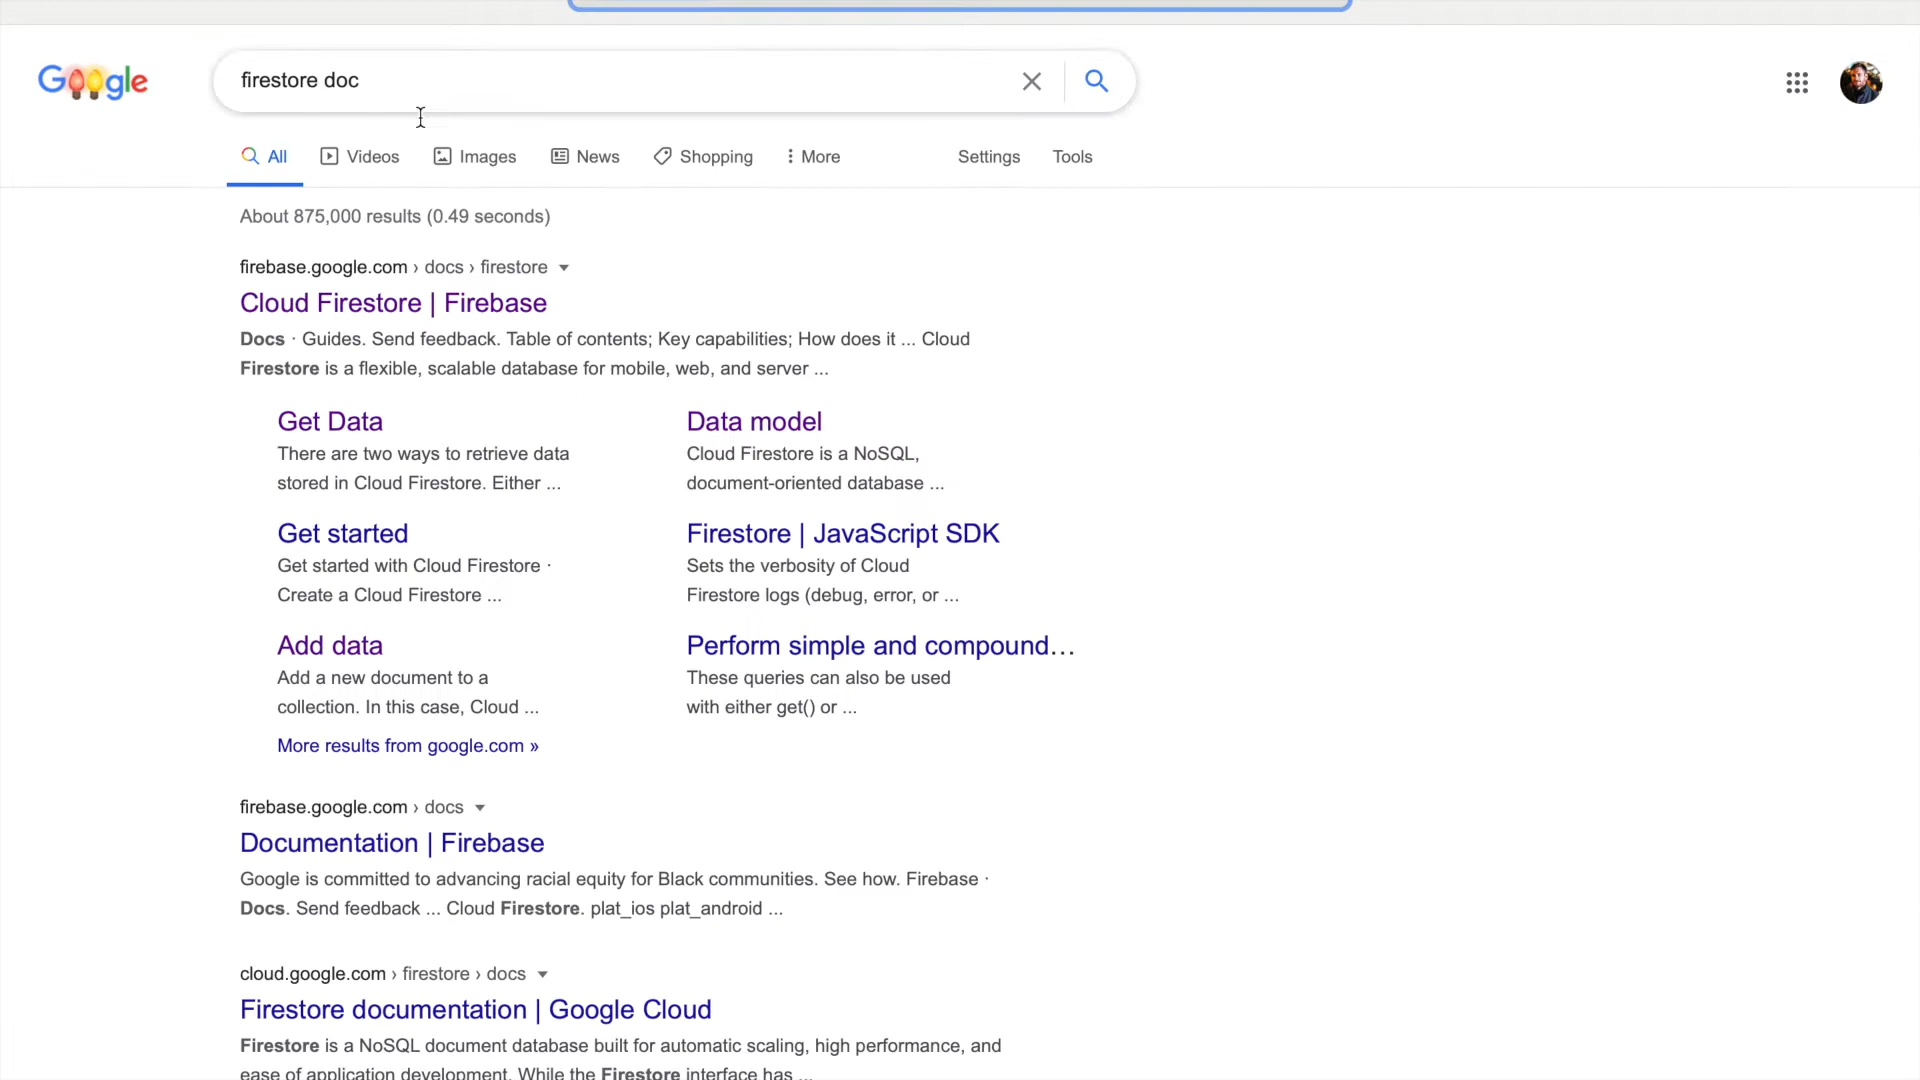 Google
firestore doc
All Videos Images News Shopping More Settings Tools
About 875,000 results (0.49 seconds)
firebase.google.com › docs › firestore
Cloud Firestore | Firebase
Docs · Guides. Send feedback. Table of contents; Key capabilities; How does it ... Cloud
Firestore is a flexible, scalable database for mobile, web, and server ...
Get Data
There are two ways to retrieve data
stored in Cloud Firestore. Either ...
Data model
Cloud Firestore is a NoSQL,
document-oriented database ...
Get started
Get started with Cloud Firestore ·
Create a Cloud Firestore ...
Firestore | JavaScript SDK
Sets the verbosity of Cloud
Firestore logs (debug, error, or ...
Add data
Add a new document to a
collection. In this case, Cloud ...
Perform simple and compound...
These queries can also be used
with either get() or ...
More results from google.com »
firebase.google.com › docs
Documentation | Firebase
Google is committed to advancing racial equity for Black communities. See how. Firebase ·
Docs. Send feedback ... Cloud Firestore. plat_ios plat_android ...
cloud.google.com › firestore › docs
Firestore documentation | Google Cloud
Firestore is a NoSQL document database built for automatic scaling, high performance, and
ease of application development. While the Firestore interface has ...